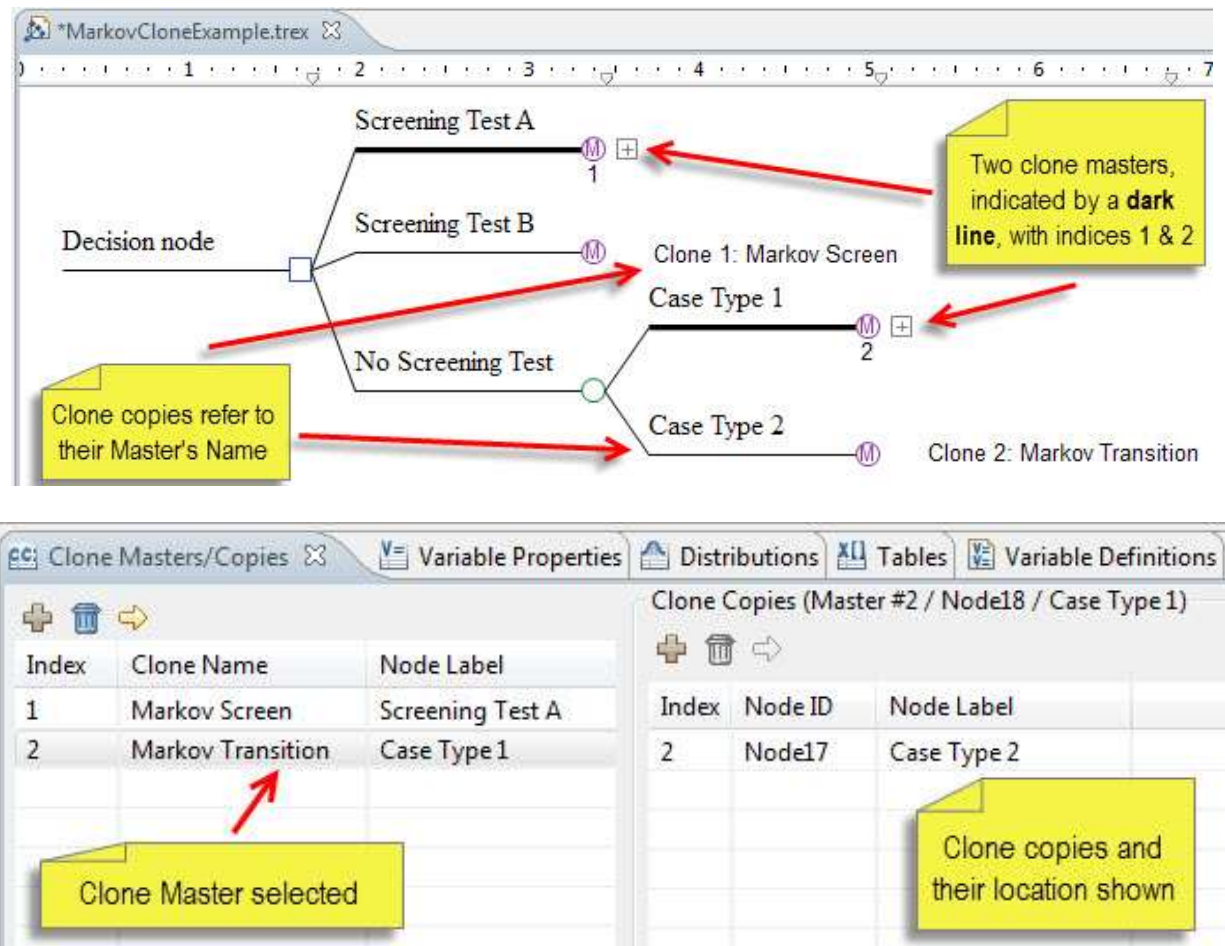 *MarkovCloneExample.trex
1 2 3 4 5 6 7
Screening Test A
M
1
Two clone masters,
indicated by a dark
line, with indices 1 & 2
Decision node
Screening Test B
M
Clone 1: Markov Screen
Case Type 1
M
2
No Screening Test
Clone copies refer to
their Master's Name
Case Type 2
M
Clone 2: Markov Transition
CC: Clone Masters/Copies
V= Variable Properties
Distributions
X[] Tables
V= Variable Definitions
Index Clone Name Node Label
1 Markov Screen Screening Test A
2 Markov Transition Case Type 1
Clone Master selected
Clone Copies (Master #2 / Node18 / Case Type 1)
Index Node ID Node Label
2 Node17 Case Type 2
Clone copies and
their location shown